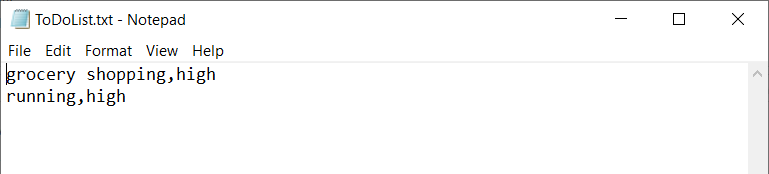 ToDoList.txt - Notepad
File Edit Format View Help
grocery shopping,high
running,high